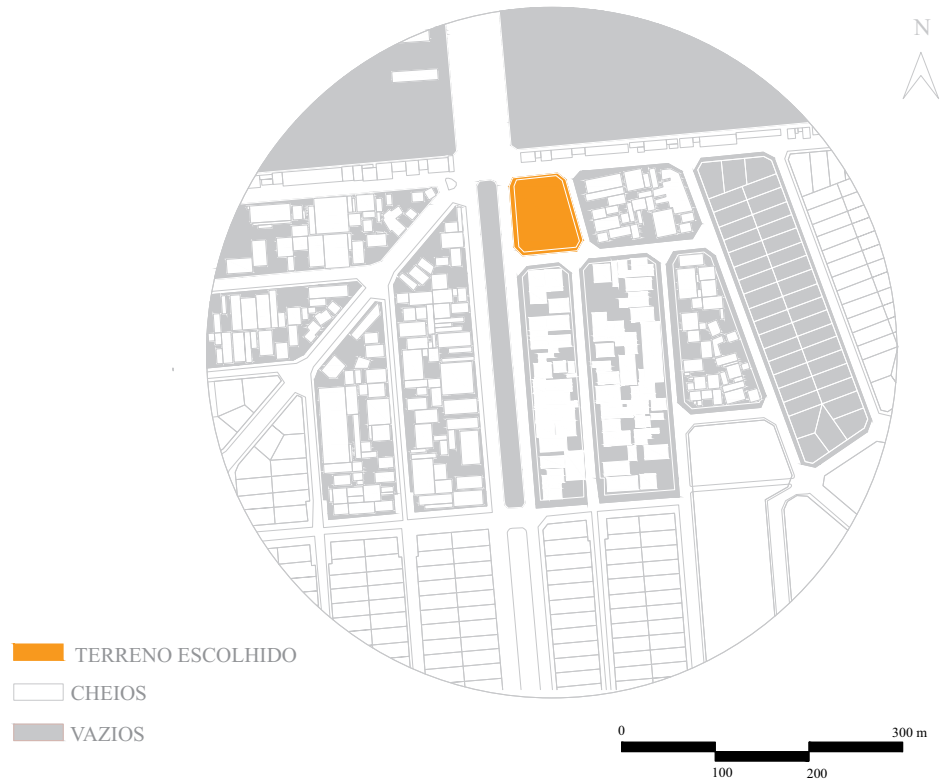 N
TERRENO ESCOLHIDO
CHEIOS
VAZIOS
0 300 m
100 200